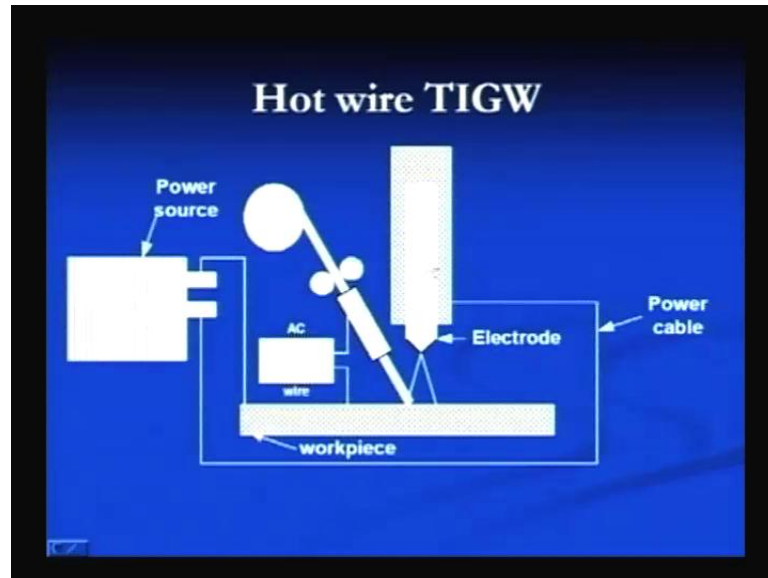 Hot wire TIGW
Power
source
AC
wire
Electrode
Power
cable
workpiece